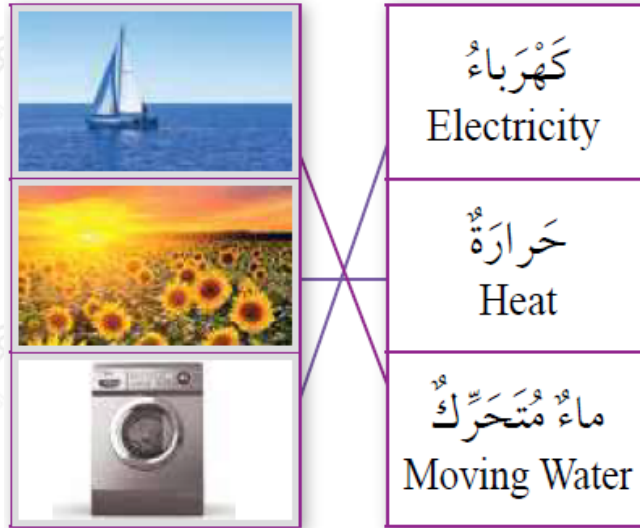 كَهْرَباءُ
Electricity
حَرارَةٌ
Heat
ماءٌ مُتَحَرِّكٌ
Moving Water